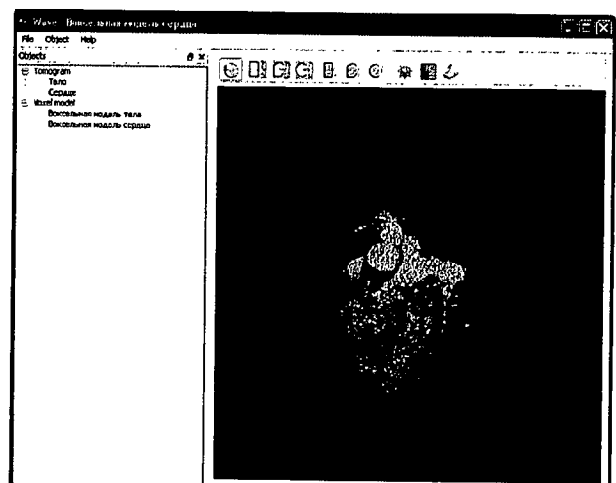 Wave - Воксельная модель сердца
File Object Help
Objects
Tomogram
Тело
Сердце
Voxel model
Воксельная модель тела
Воксельная модель сердца